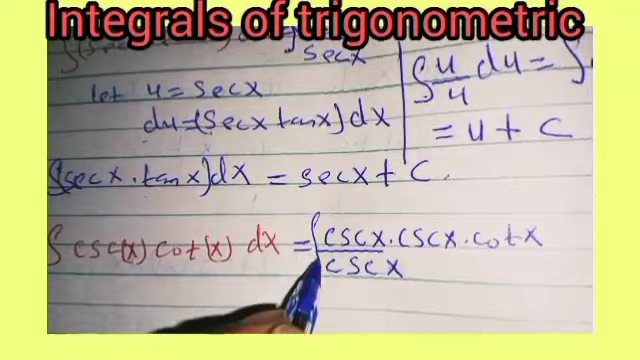 Integrals of trigonometric
secx
let u = secx
du = (secx tanx) dx
∫(secx . tanx) dx = secx + C.
∫ u/u du = ∫
= u + C
∫ csc(x) cot(x) dx = ∫ cscx . cscx . cotx
cscx